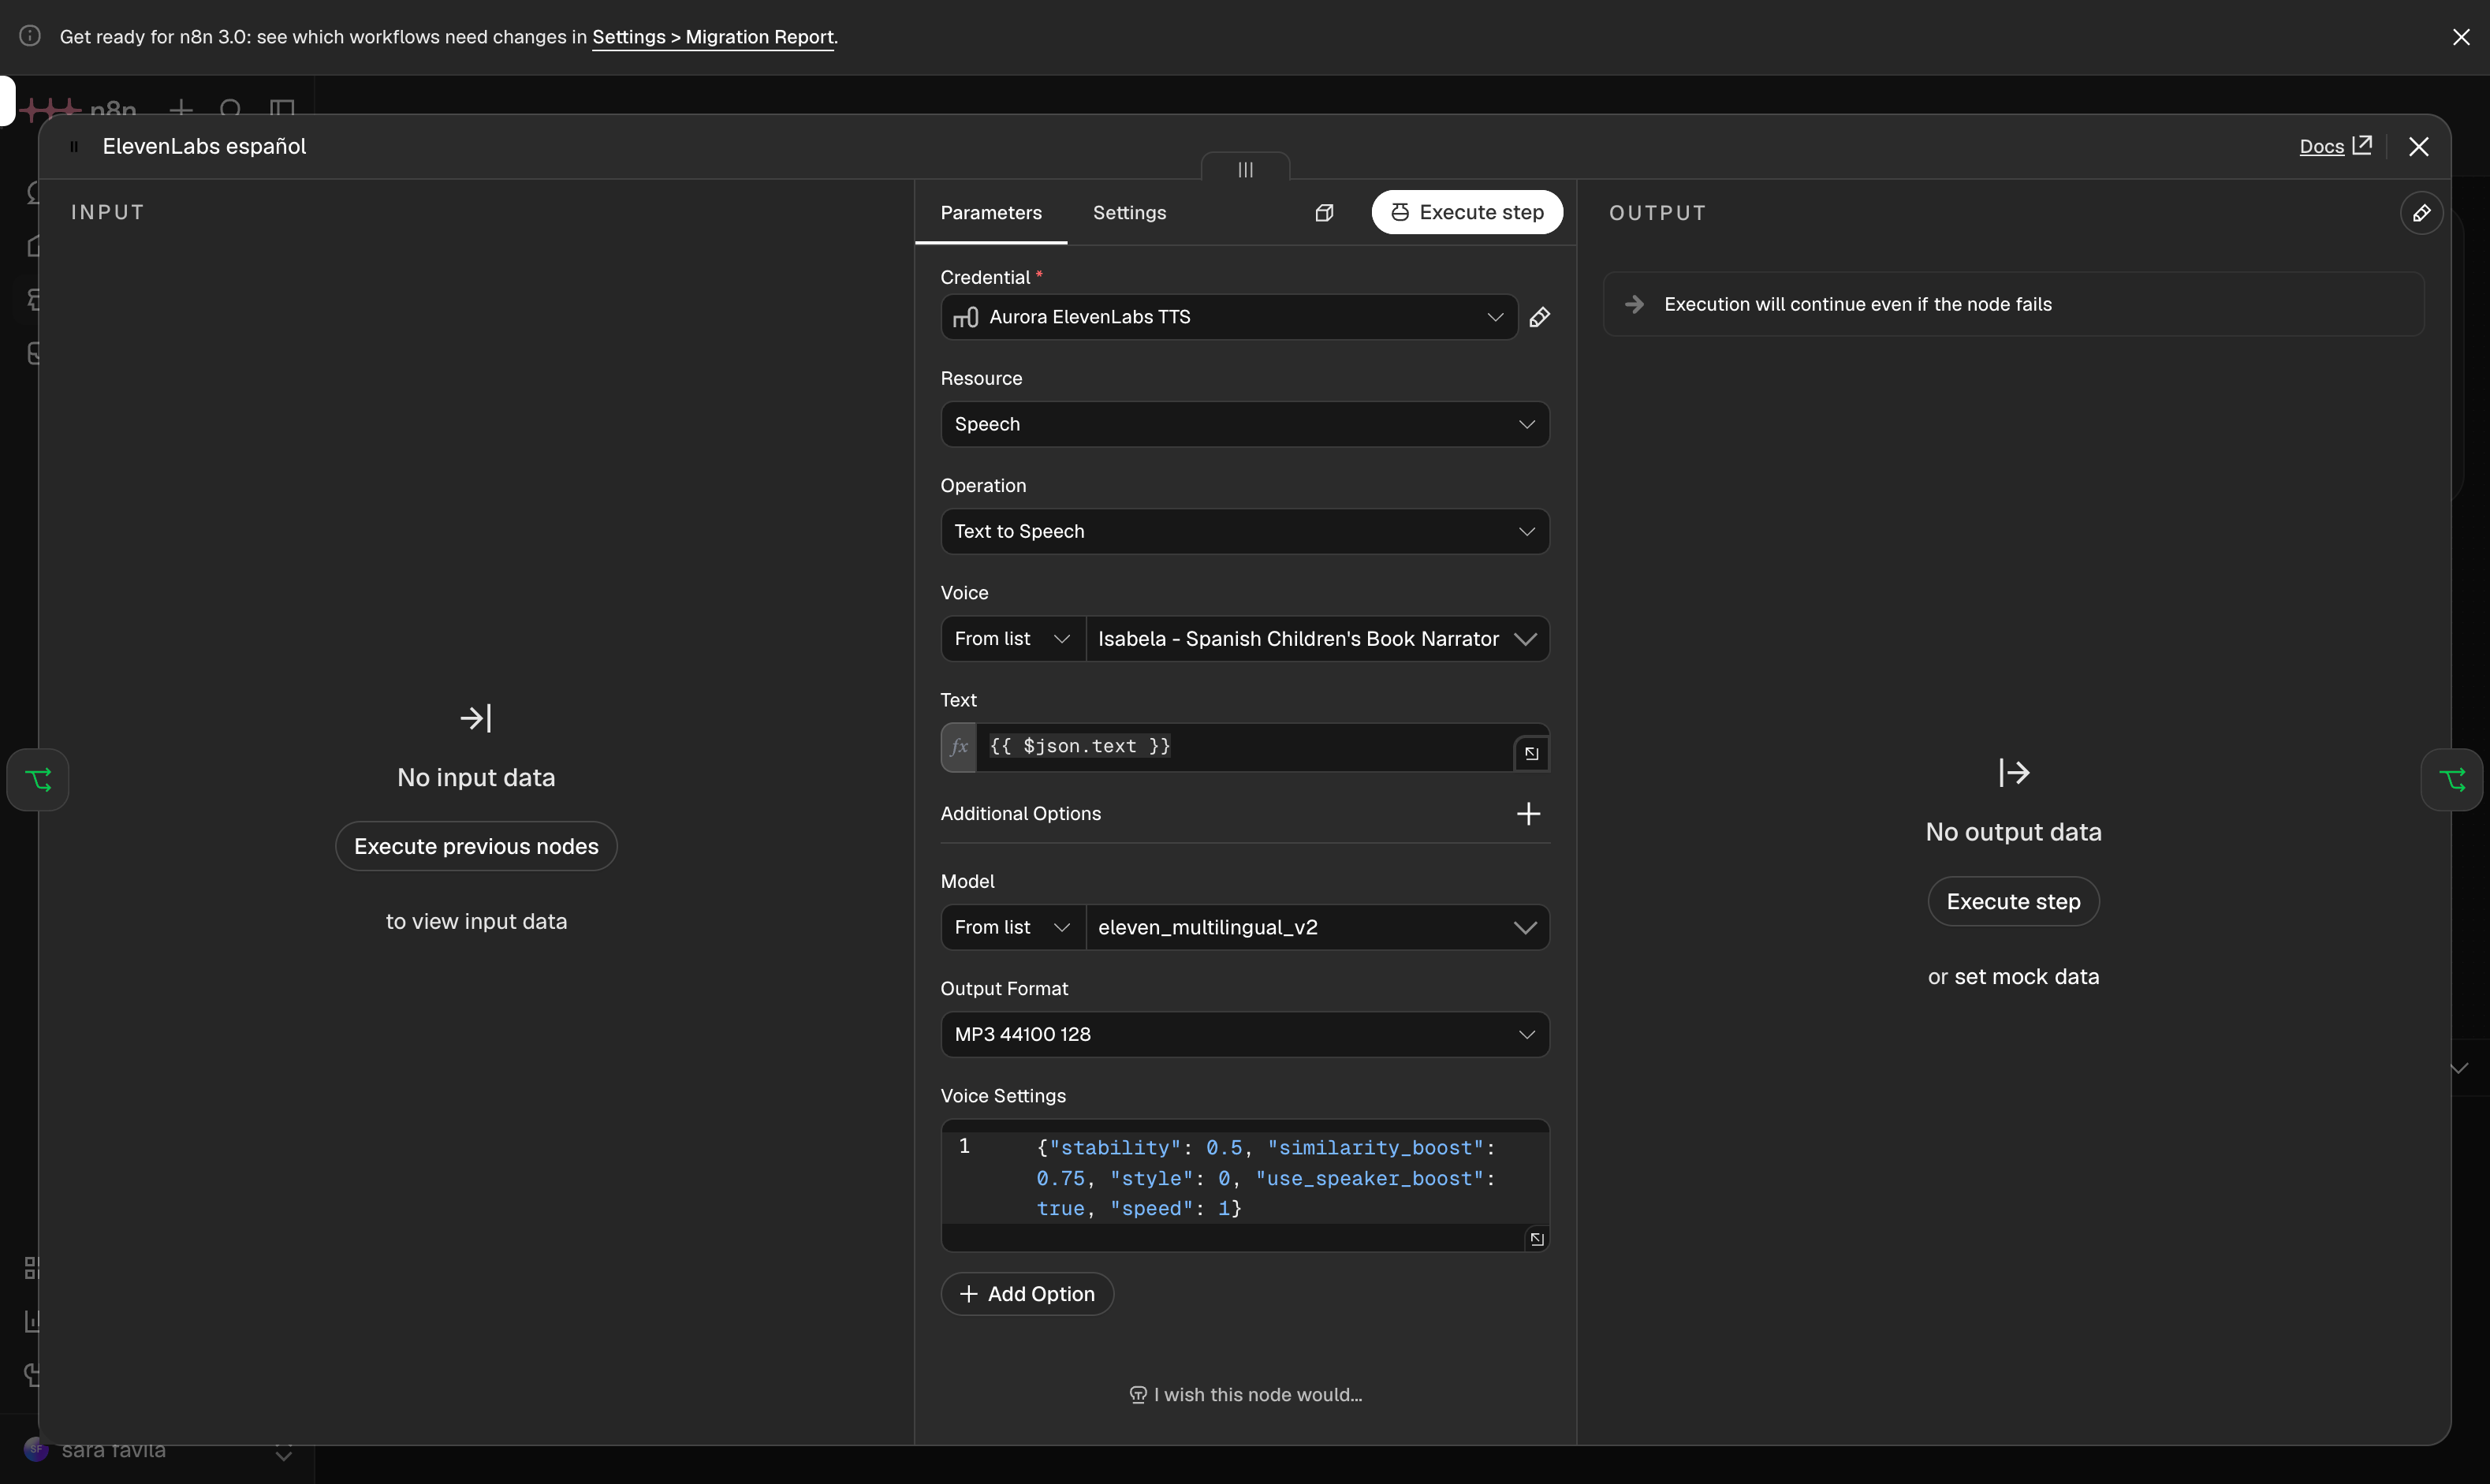 Get ready for n8n 3.0: see which workflows need changes in Settings > Migration Report.
n8n
ElevenLabs español
Docs
INPUT
Parameters
Settings
Execute step
OUTPUT
Credential *
Aurora ElevenLabs TTS
Execution will continue even if the node fails
Resource
Speech
Operation
Text to Speech
Voice
From list
Isabela - Spanish Children's Book Narrator
Text
fx
{{ $json.text }}
No input data
Execute previous nodes
to view input data
No output data
Execute step
or set mock data
Additional Options
Model
From list
eleven_multilingual_v2
Output Format
MP3 44100 128
Voice Settings
1
{"stability": 0.5, "similarity_boost":
0.75, "style": 0, "use_speaker_boost":
true, "speed": 1}
Add Option
I wish this node would...
SF
sara favila